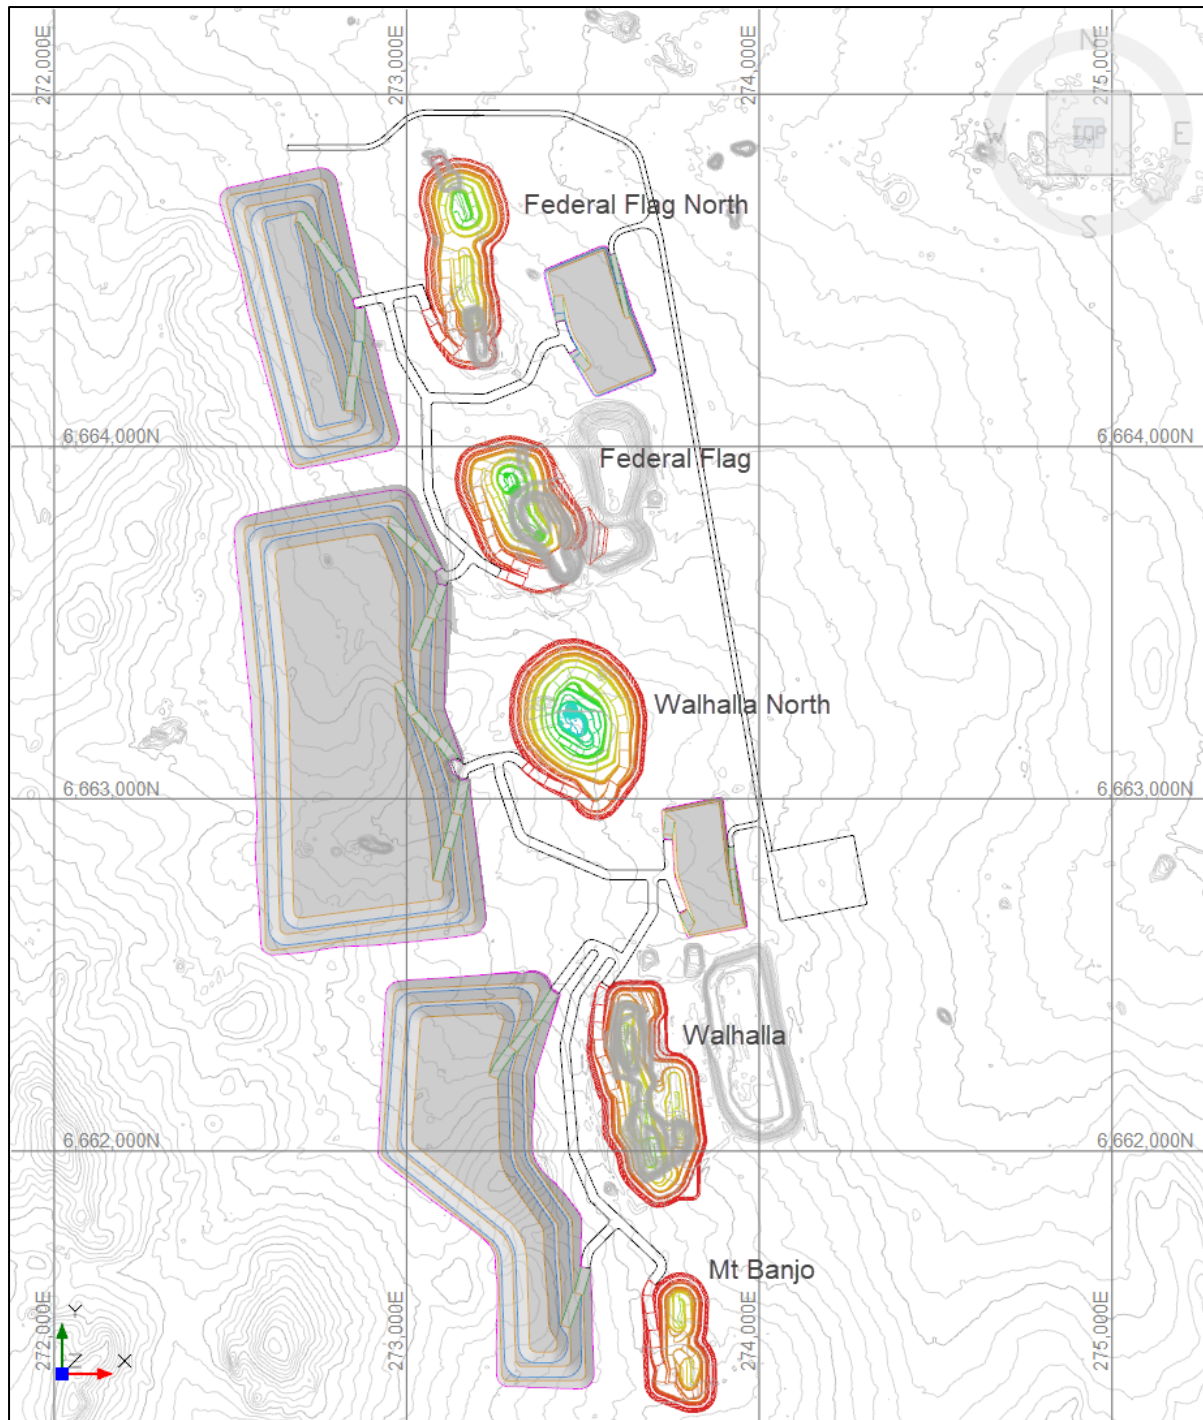 272,000E
273,000E
274,000E
275,000E
N
W
TOP
E
S
Federal Flag North
6,664,000N
6,664,000N
Federal Flag
Walhalla North
6,663,000N
6,663,000N
Walhalla
6,662,000N
6,662,000N
Mt Banjo
Y
Z
X
272,000E
273,000E
274,000E
275,000E